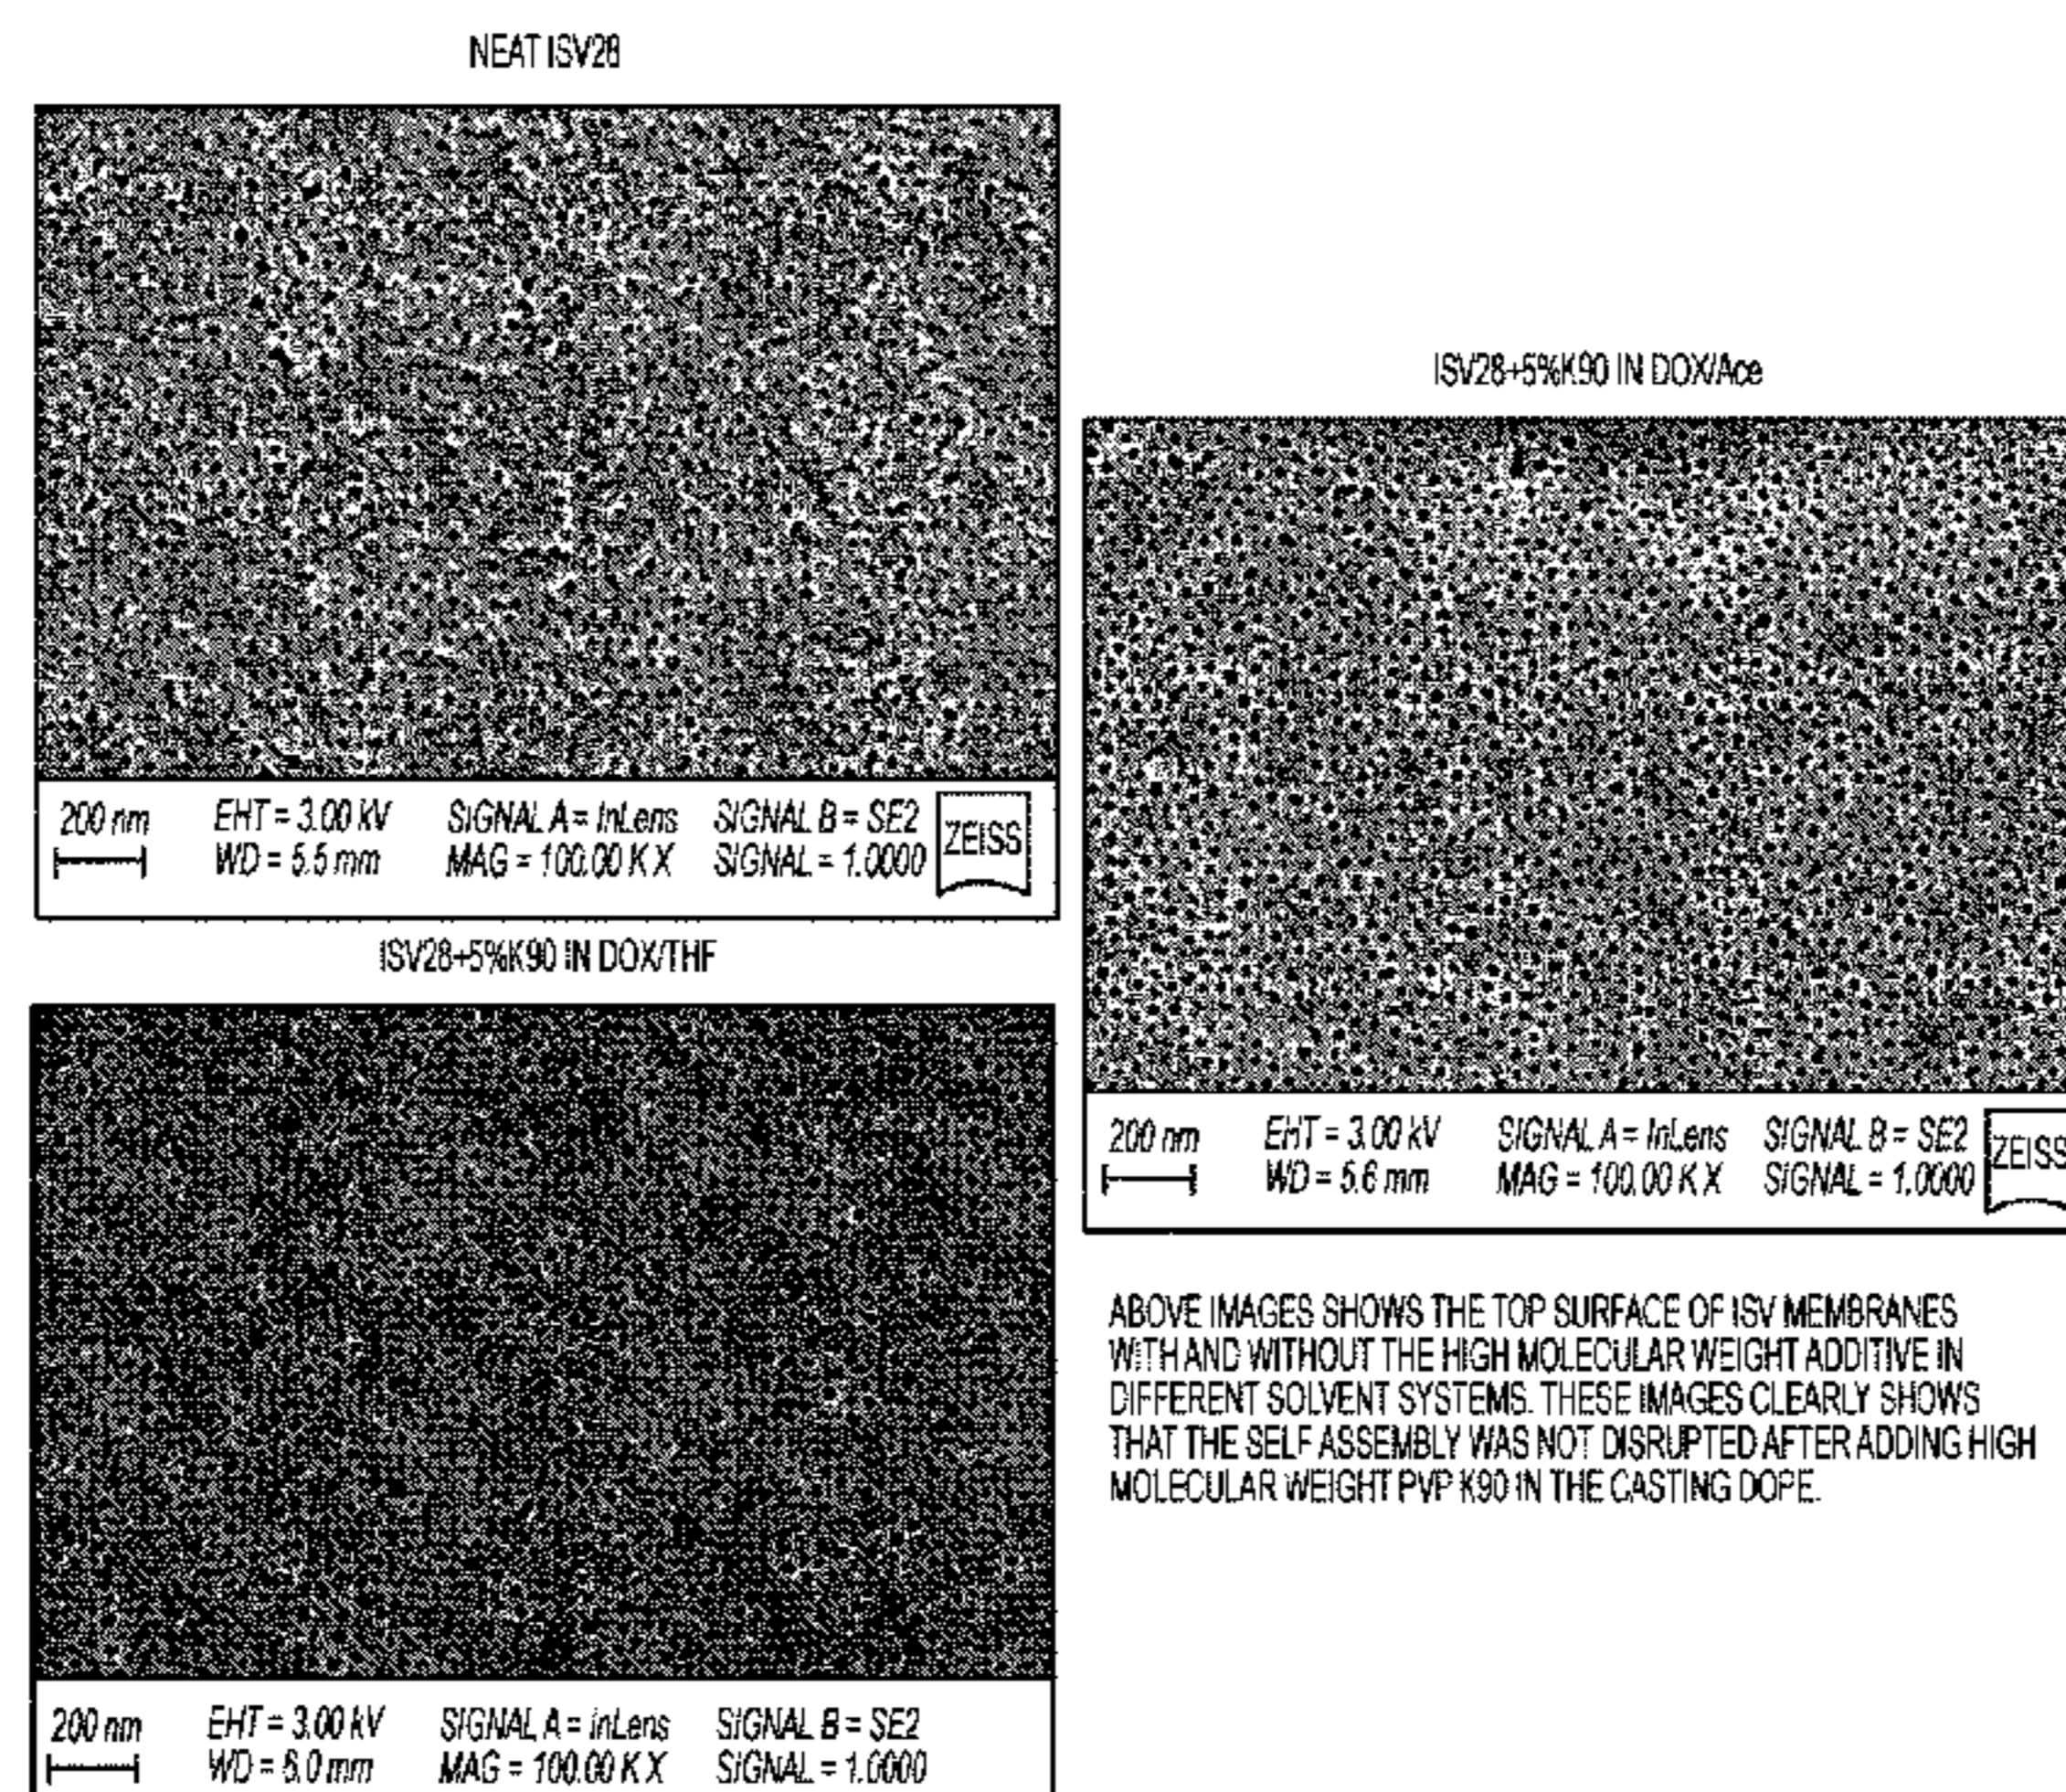 NEAT ISV28
200 nm EHT = 3.00 kV SIGNAL A = InLens SIGNAL B = SE2
WD = 5.5 mm MAG = 100.00 K X SIGNAL = 1.0000
ZEISS
ISV28+5%K90 IN DOX/Ace
200 nm EHT = 3.00 kV SIGNAL A = InLens SIGNAL B = SE2
WD = 5.6 mm MAG = 100.00 K X SIGNAL = 1.0000
ZEISS
ISV28+5%K90 IN DOX/THF
200 nm EHT = 3.00 kV SIGNAL A = InLens SIGNAL B = SE2
WD = mm MAG = 100.00 K X SIGNAL = 1.0000
ABOVE IMAGES SHOWS THE TOP SURFACE OF ISV MEMBRANES
WITH AND WITHOUT THE HIGH MOLECULAR WEIGHT ADDITIVE IN
DIFFERENT SOLVENT SYSTEMS. THESE IMAGES CLEARLY SHOWS
THAT THE SELF ASSEMBLY WAS NOT DISRUPTED AFTER ADDING HIGH
MOLECULAR WEIGHT PVP K90 IN THE CASTING DOPE.